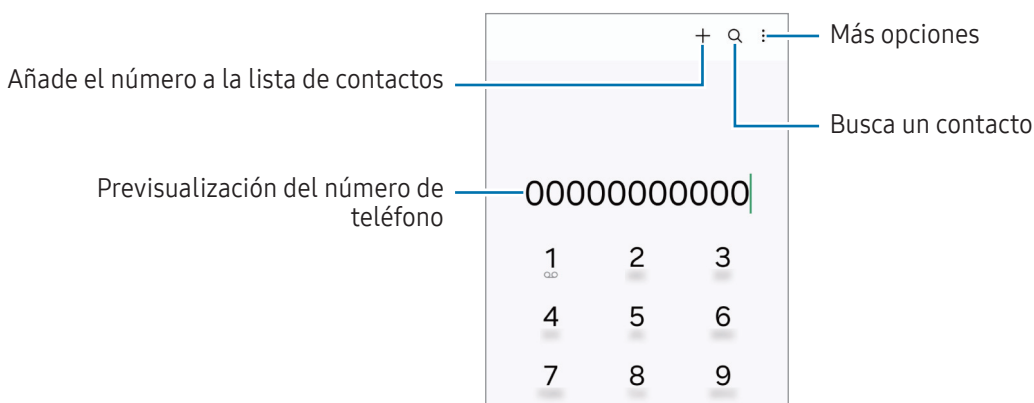 Más opciones
Añade el número a la lista de contactos
Busca un contacto
Previsualización del número de
teléfono
00000000000
1 2 3
4 5 6
7 8 9